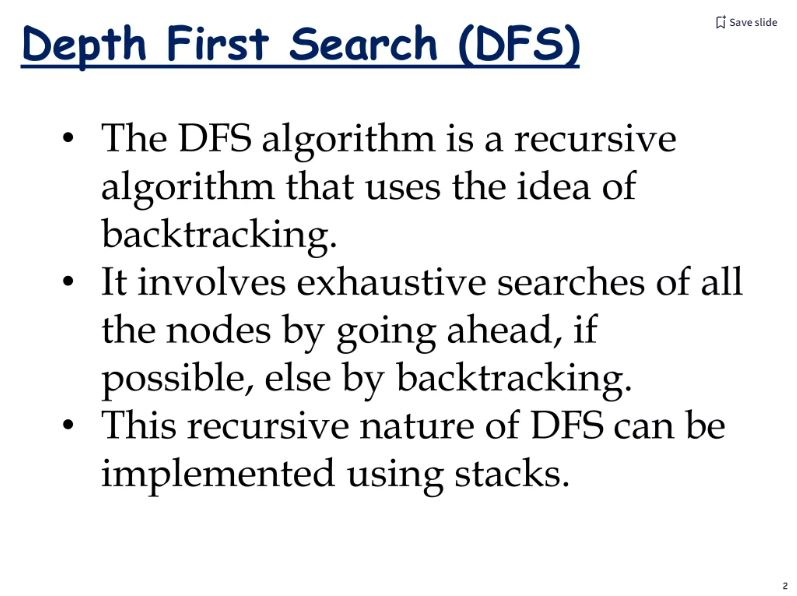 Depth First Search (DFS)
Save slide
• The DFS algorithm is a recursive
algorithm that uses the idea of
backtracking.
• It involves exhaustive searches of all
the nodes by going ahead, if
possible, else by backtracking.
• This recursive nature of DFS can be
implemented using stacks.
2